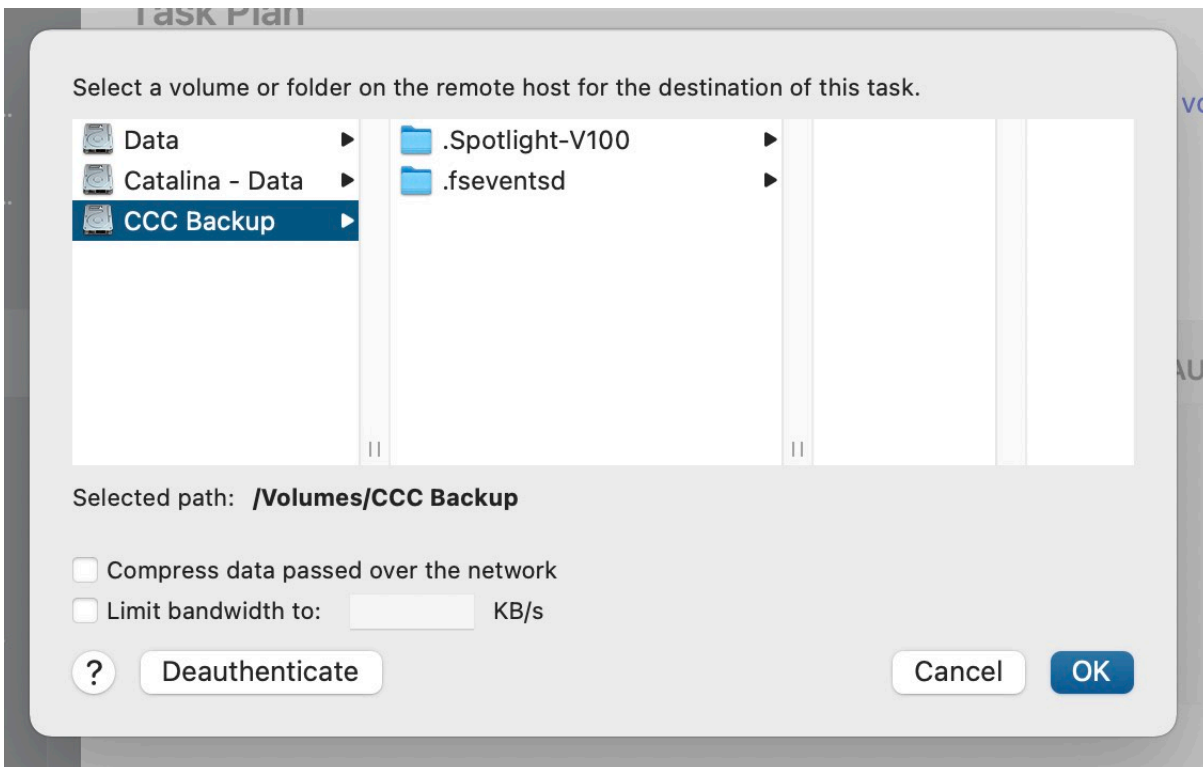 Task Plan
Select a volume or folder on the remote host for the destination of this task.
Data
Catalina - Data
CCC Backup
.Spotlight-V100
.fseventsd
Selected path: /Volumes/CCC Backup
Compress data passed over the network
Limit bandwidth to: KB/s
? Deauthenticate Cancel OK